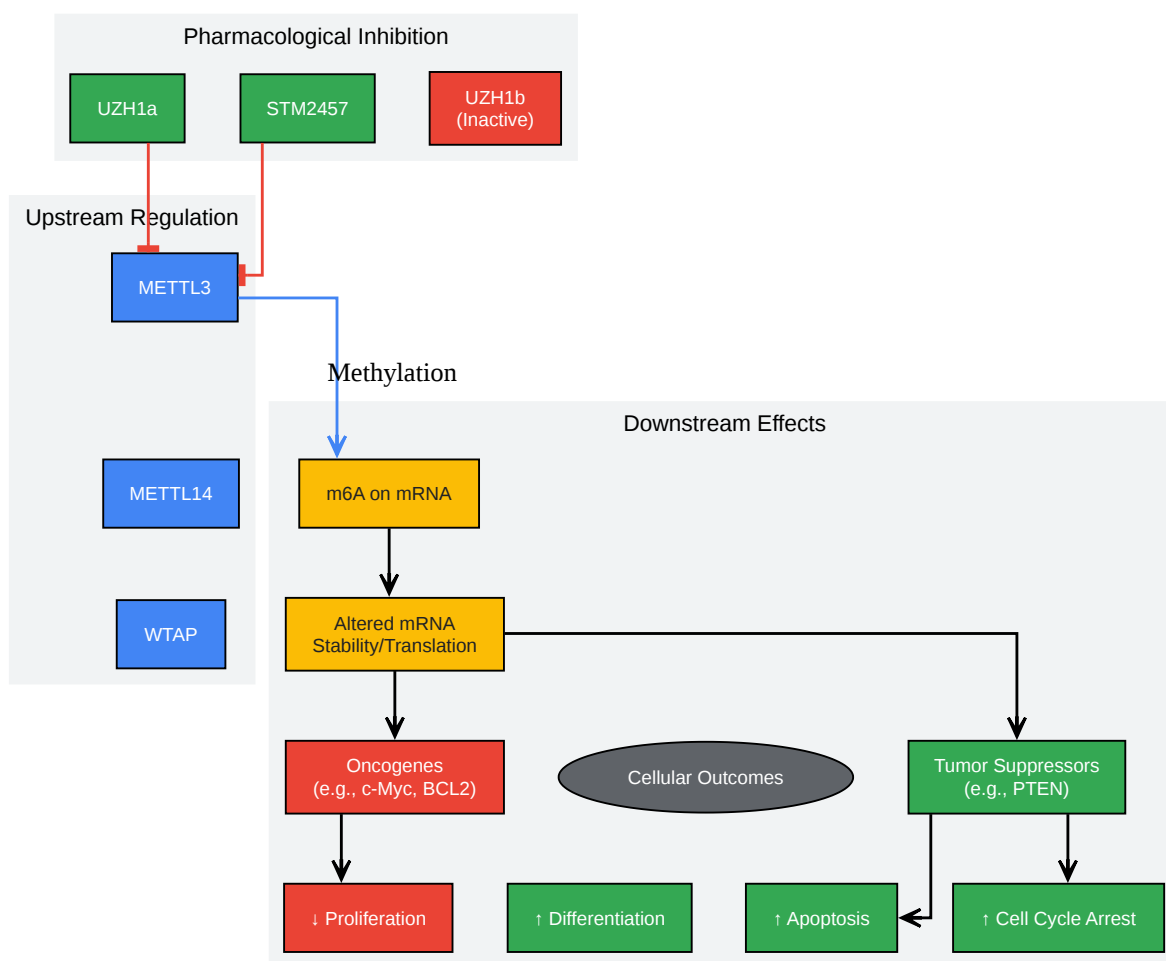 Pharmacological Inhibition
UZH1a
STM2457
UZH1b
(Inactive)
Upstream Regulation
METTL3
Methylation
Downstream Effects
METTL14
m6A on mRNA
WTAP
Altered mRNA
Stability/Translation
Oncogenes
(e.g., c-Myc, BCL2)
Cellular Outcomes
Tumor Suppressors
(e.g., PTEN)
↓ Proliferation
↑ Differentiation
↑ Apoptosis
↑ Cell Cycle Arrest